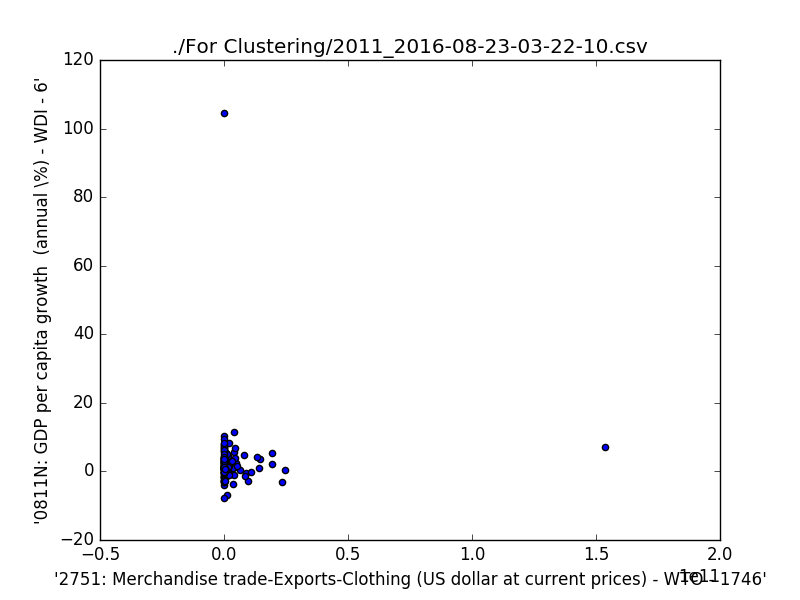 ./For Clustering/2011_2016-08-23-03-22-10.csv
120
100
80
60
40
20
0
−20
'0811N: GDP per capita growth  (annual \%) - WDI - 6'
−0.5 0.0 0.5 1.0 1.5 2.0
1e11
'2751: Merchandise trade-Exports-Clothing (US dollar at current prices) - WTO - 1746'